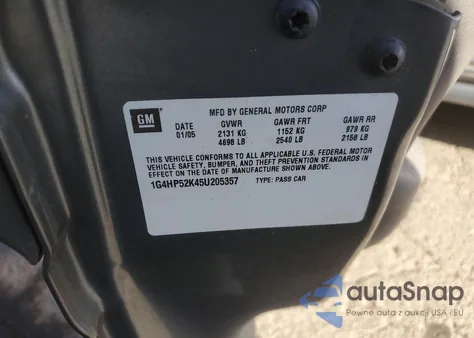 GM
MFD BY GENERAL MOTORS CORP
DATE GVWR GAWR FRT GAWR RR
01/05 2131 KG 1152 KG 979 KG
4698 LB 2540 LB 2158 LB
THIS VEHICLE CONFORMS TO ALL APPLICABLE U.S. FEDERAL MOTOR
VEHICLE SAFETY, BUMPER, AND THEFT PREVENTION STANDARDS IN
EFFECT ON THE DATE OF MANUFACTURE SHOWN ABOVE.
1G4HP52K45U205357 TYPE: PASS CAR
autoSnap
Pewne auta z aukcji USA - EU